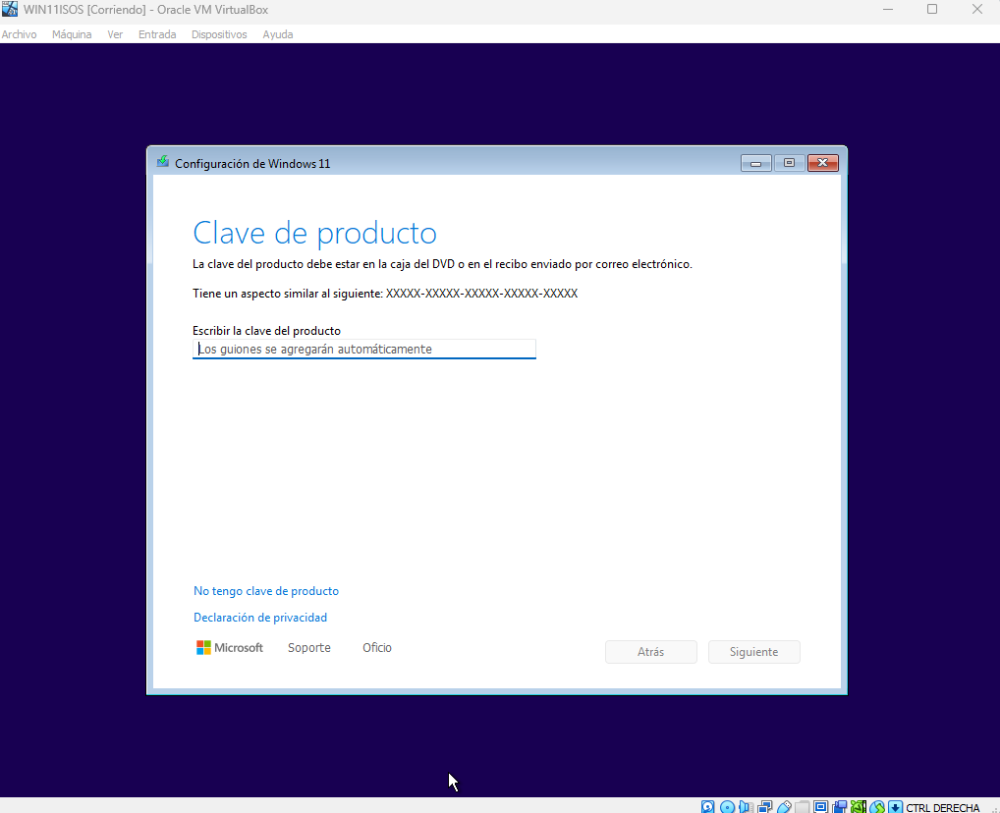 WIN11ISOS [Corriendo] - Oracle VM VirtualBox
Archivo Máquina Ver Entrada Dispositivos Ayuda
Configuración de Windows 11
Clave de producto
La clave del producto debe estar en la caja del DVD o en el recibo enviado por correo electrónico.
Tiene un aspecto similar al siguiente: XXXXX-XXXXX-XXXXX-XXXXX-XXXXX
Escribir la clave del producto
Los guiones se agregarán automáticamente
No tengo clave de producto
Declaración de privacidad
Microsoft Soporte Oficio
Atrás Siguiente
CTRL DERECHA